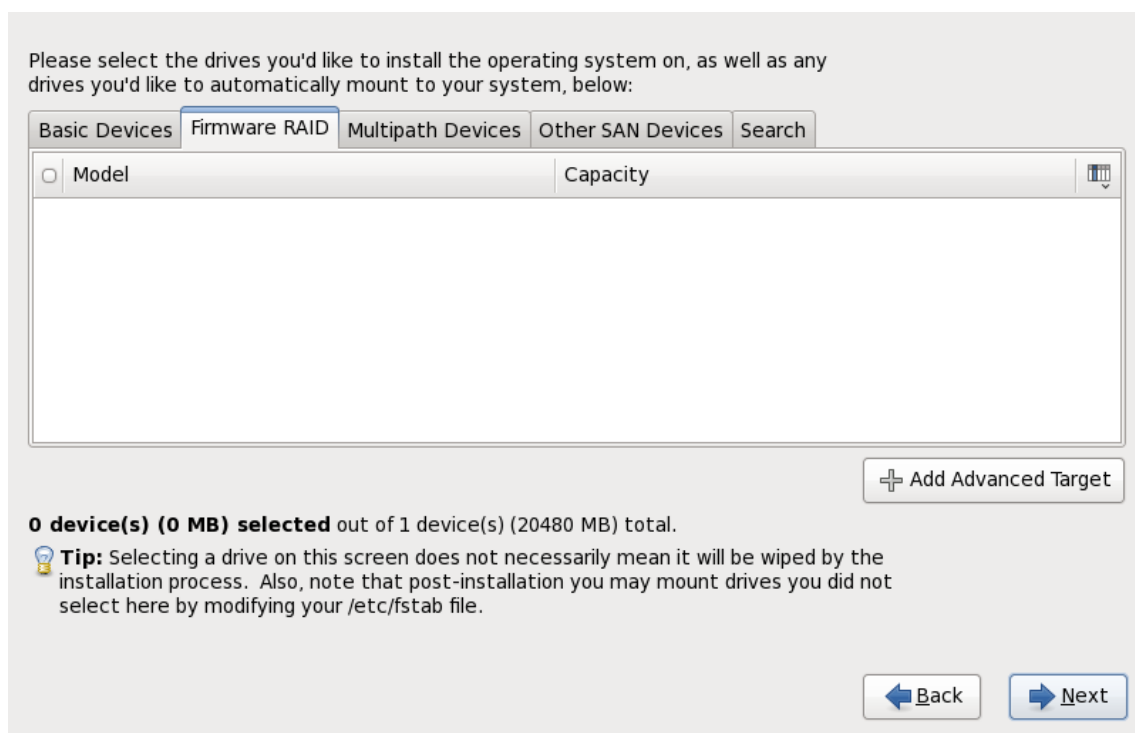 Please select the drives you'd like to install the operating system on, as well as any
drives you'd like to automatically mount to your system, below:
Basic Devices Firmware RAID Multipath Devices Other SAN Devices Search
Model Capacity
Add Advanced Target
0 device(s) (0 MB) selected out of 1 device(s) (20480 MB) total.
Tip: Selecting a drive on this screen does not necessarily mean it will be wiped by the
installation process. Also, note that post-installation you may mount drives you did not
select here by modifying your /etc/fstab file.
Back Next